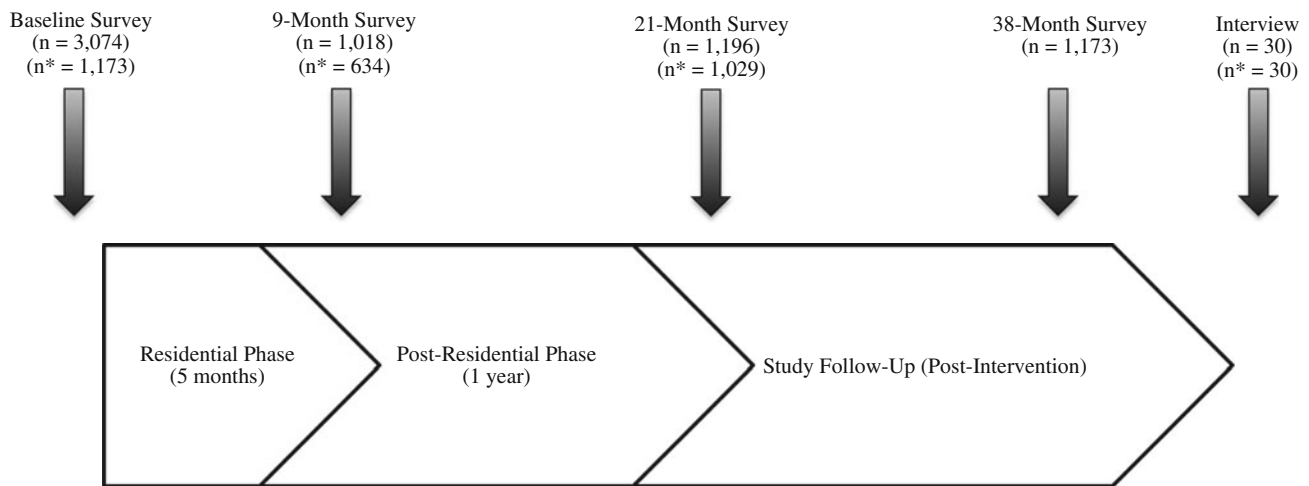 Baseline Survey
(n = 3,074)
(n* = 1,173)
9-Month Survey
(n = 1,018)
(n* = 634)
21-Month Survey
(n = 1,196)
(n* = 1,029)
38-Month Survey
(n = 1,173)
Interview
(n = 30)
(n* = 30)
Residential Phase
(5 months)
Post-Residential Phase
(1 year)
Study Follow-Up (Post-Intervention)